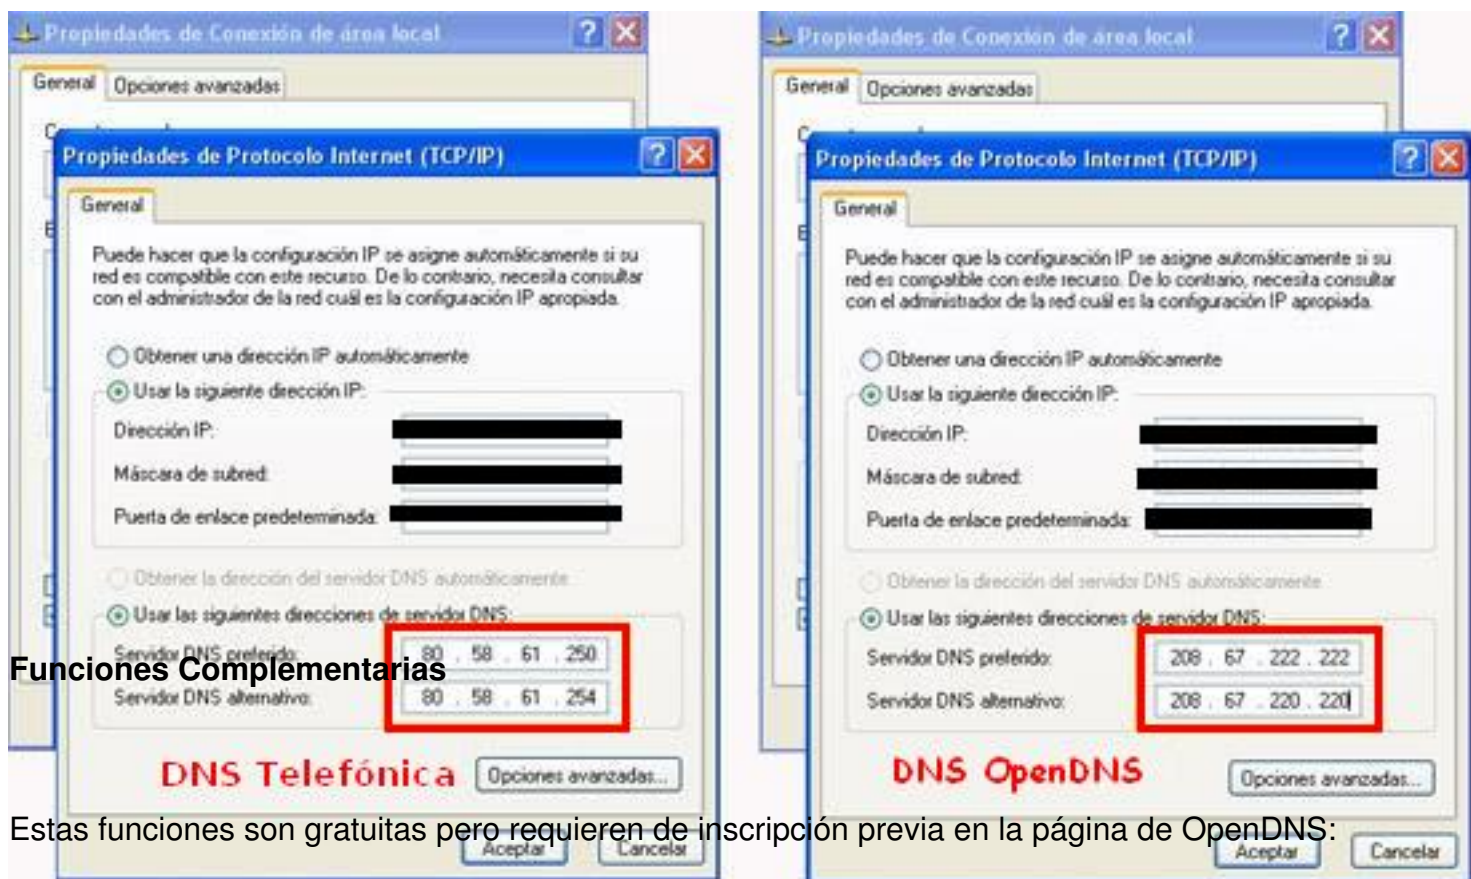 Propiedades de Conexión de área local
General
Opciones avanzadas
Propiedades de Protocolo Internet (TCP/IP)
General
Puede hacer que la configuración IP se asigne automáticamente si su
red es compatible con este recurso. De lo contrario, necesita consultar
con el administrador de la red cuál es la configuración IP apropiada.
Obtener una dirección IP automáticamente
Usar la siguiente dirección IP:
Dirección IP:
Máscara de subred:
Puerta de enlace predeterminada:
Obtener la dirección del servidor DNS automáticamente
Usar las siguientes direcciones de servidor DNS:
Servidor DNS preferido: 80 . 58 . 61 . 250
Servidor DNS alternativo: 80 . 58 . 61 . 254
DNS Telefónica
Opciones avanzadas...
Aceptar
Cancelar
Propiedades de Conexión de área local
General
Opciones avanzadas
Propiedades de Protocolo Internet (TCP/IP)
General
Puede hacer que la configuración IP se asigne automáticamente si su
red es compatible con este recurso. De lo contrario, necesita consultar
con el administrador de la red cuál es la configuración IP apropiada.
Obtener una dirección IP automáticamente
Usar la siguiente dirección IP:
Dirección IP:
Máscara de subred:
Puerta de enlace predeterminada:
Obtener la dirección del servidor DNS automáticamente
Usar las siguientes direcciones de servidor DNS:
Servidor DNS preferido: 208 . 67 . 222 . 222
Servidor DNS alternativo: 208 . 67 . 220 . 220
DNS OpenDNS
Opciones avanzadas...
Aceptar
Cancelar
Funciones Complementarias
Estas funciones son gratuitas pero requieren de inscripción previa en la página de OpenDNS: